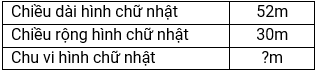 Chiều dài hình chữ nhật 52m
Chiều rộng hình chữ nhật 30m
Chu vi hình chữ nhật ?m